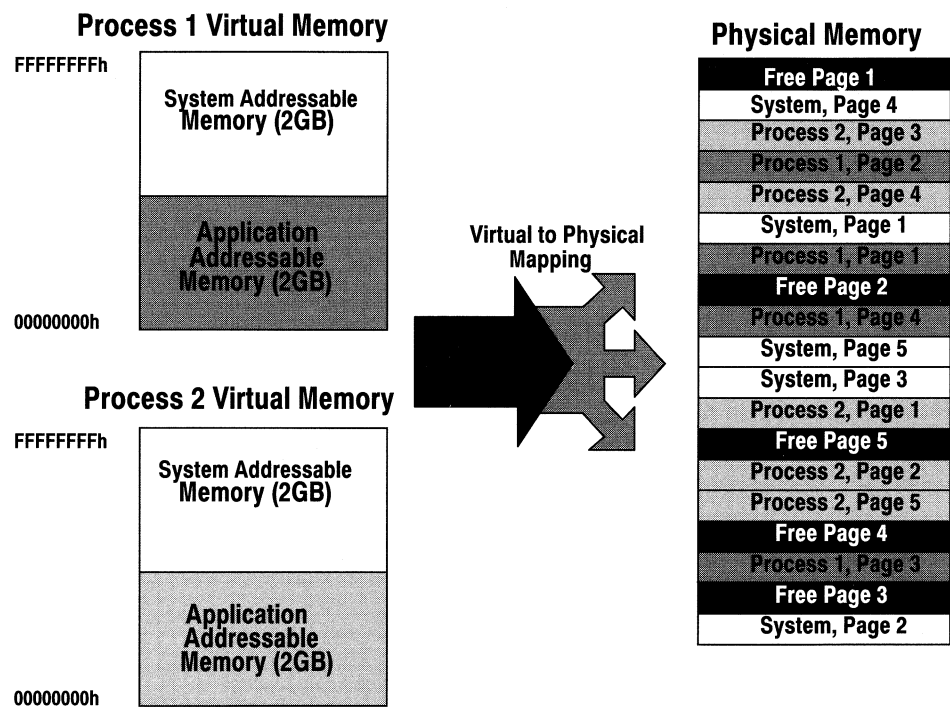 Process 1 Virtual Memory
FFFFFFFFh
System Addressable
Memory (2GB)
Application
Addressable
Memory (2GB)
00000000h
Process 2 Virtual Memory
FFFFFFFFh
System Addressable
Memory (2GB)
Application
Addressable
Memory (2GB)
00000000h
Virtual to Physical
Mapping
Physical Memory
Free Page 1
System, Page 4
Process 2, Page 3
Process 1, Page 2
Process 2, Page 4
System, Page 1
Process 1, Page 1
Free Page 2
Process 1, Page 4
System, Page 5
System, Page 3
Process 2, Page 1
Free Page 5
Process 2, Page 2
Process 2, Page 5
Free Page 4
Process 1, Page 3
Free Page 3
System, Page 2